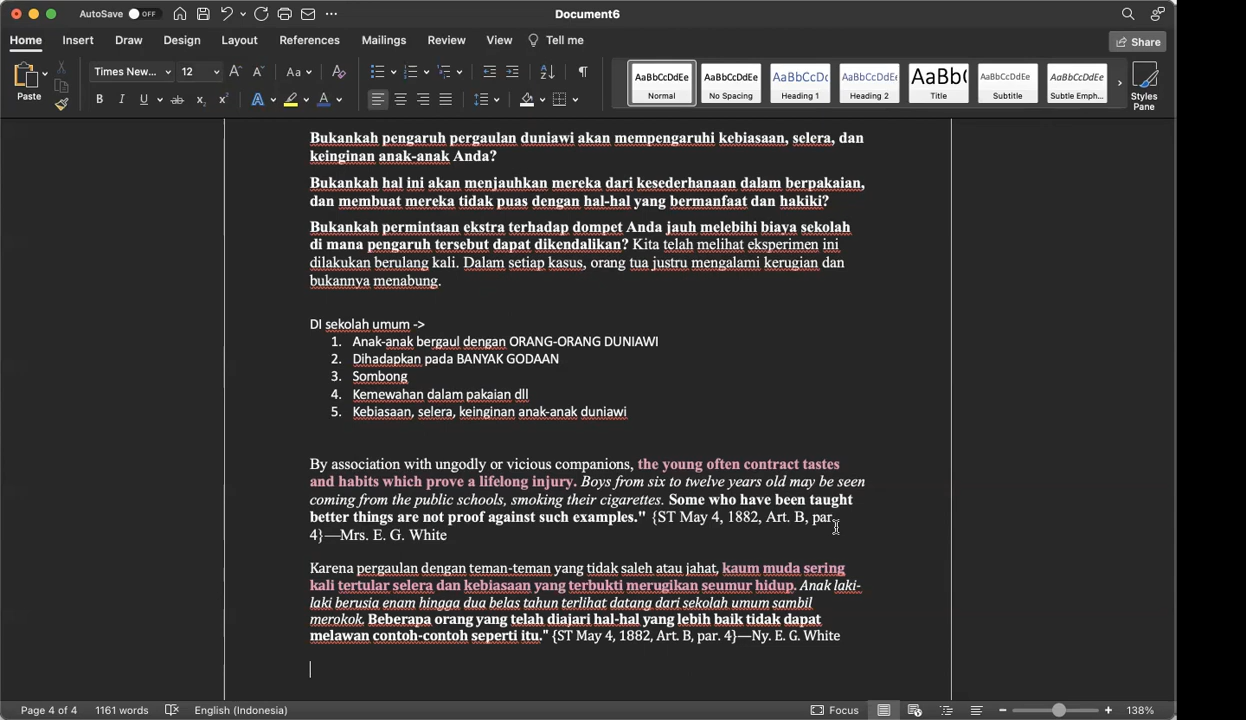 AutoSave OFF
Document6
Home Insert Draw Design Layout References Mailings Review View Tell me
Share
Paste
Times New... 12
AaBbCcDdEe AaBbCcDdEe AaBbCcDc AaBbCcDdEe AaBb( AaBbCcDdEe AaBbCcDdEe
Normal No Spacing Heading 1 Heading 2 Title Subtitle Subtle Emph...
Styles
Pane
Bukankah pengaruh pergaulan duniawi akan mempengaruhi kebiasaan, selera, dan
keinginan anak-anak Anda?
Bukankah hal ini akan menjauhkan mereka dari kesederhanaan dalam berpakaian,
dan membuat mereka tidak puas dengan hal-hal yang bermanfaat dan hakiki?
Bukankah permintaan ekstra terhadap dompet Anda jauh melebihi biaya sekolah
di mana pengaruh tersebut dapat dikendalikan? Kita telah melihat eksperimen ini
dilakukan berulang kali. Dalam setiap kasus, orang tua justru mengalami kerugian dan
bukannya menabung.
DI sekolah umum ->
1. Anak-anak bergaul dengan ORANG-ORANG DUNIAWI
2. Dihadapkan pada BANYAK GODAAN
3. Sombong
4. Kemewahan dalam pakaian dll
5. Kebiasaan, selera, keinginan anak-anak duniawi
By association with ungodly or vicious companions, the young often contract tastes
and habits which prove a lifelong injury. Boys from six to twelve years old may be seen
coming from the public schools, smoking their cigarettes. Some who have been taught
better things are not proof against such examples." {ST May 4, 1882, Art. B, par.
4}—Mrs. E. G. White
Karena pergaulan dengan teman-teman yang tidak saleh atau jahat, kaum muda sering
kali tertular selera dan kebiasaan yang terbukti merugikan seumur hidup. Anak laki-
laki berusia enam hingga dua belas tahun terlihat datang dari sekolah umum sambil
merokok. Beberapa orang yang telah diajari hal-hal yang lebih baik tidak dapat
melawan contoh-contoh seperti itu." {ST May 4, 1882, Art. B, par. 4}—Ny. E. G. White
Page 4 of 4 1161 words English (Indonesia) Focus 138%